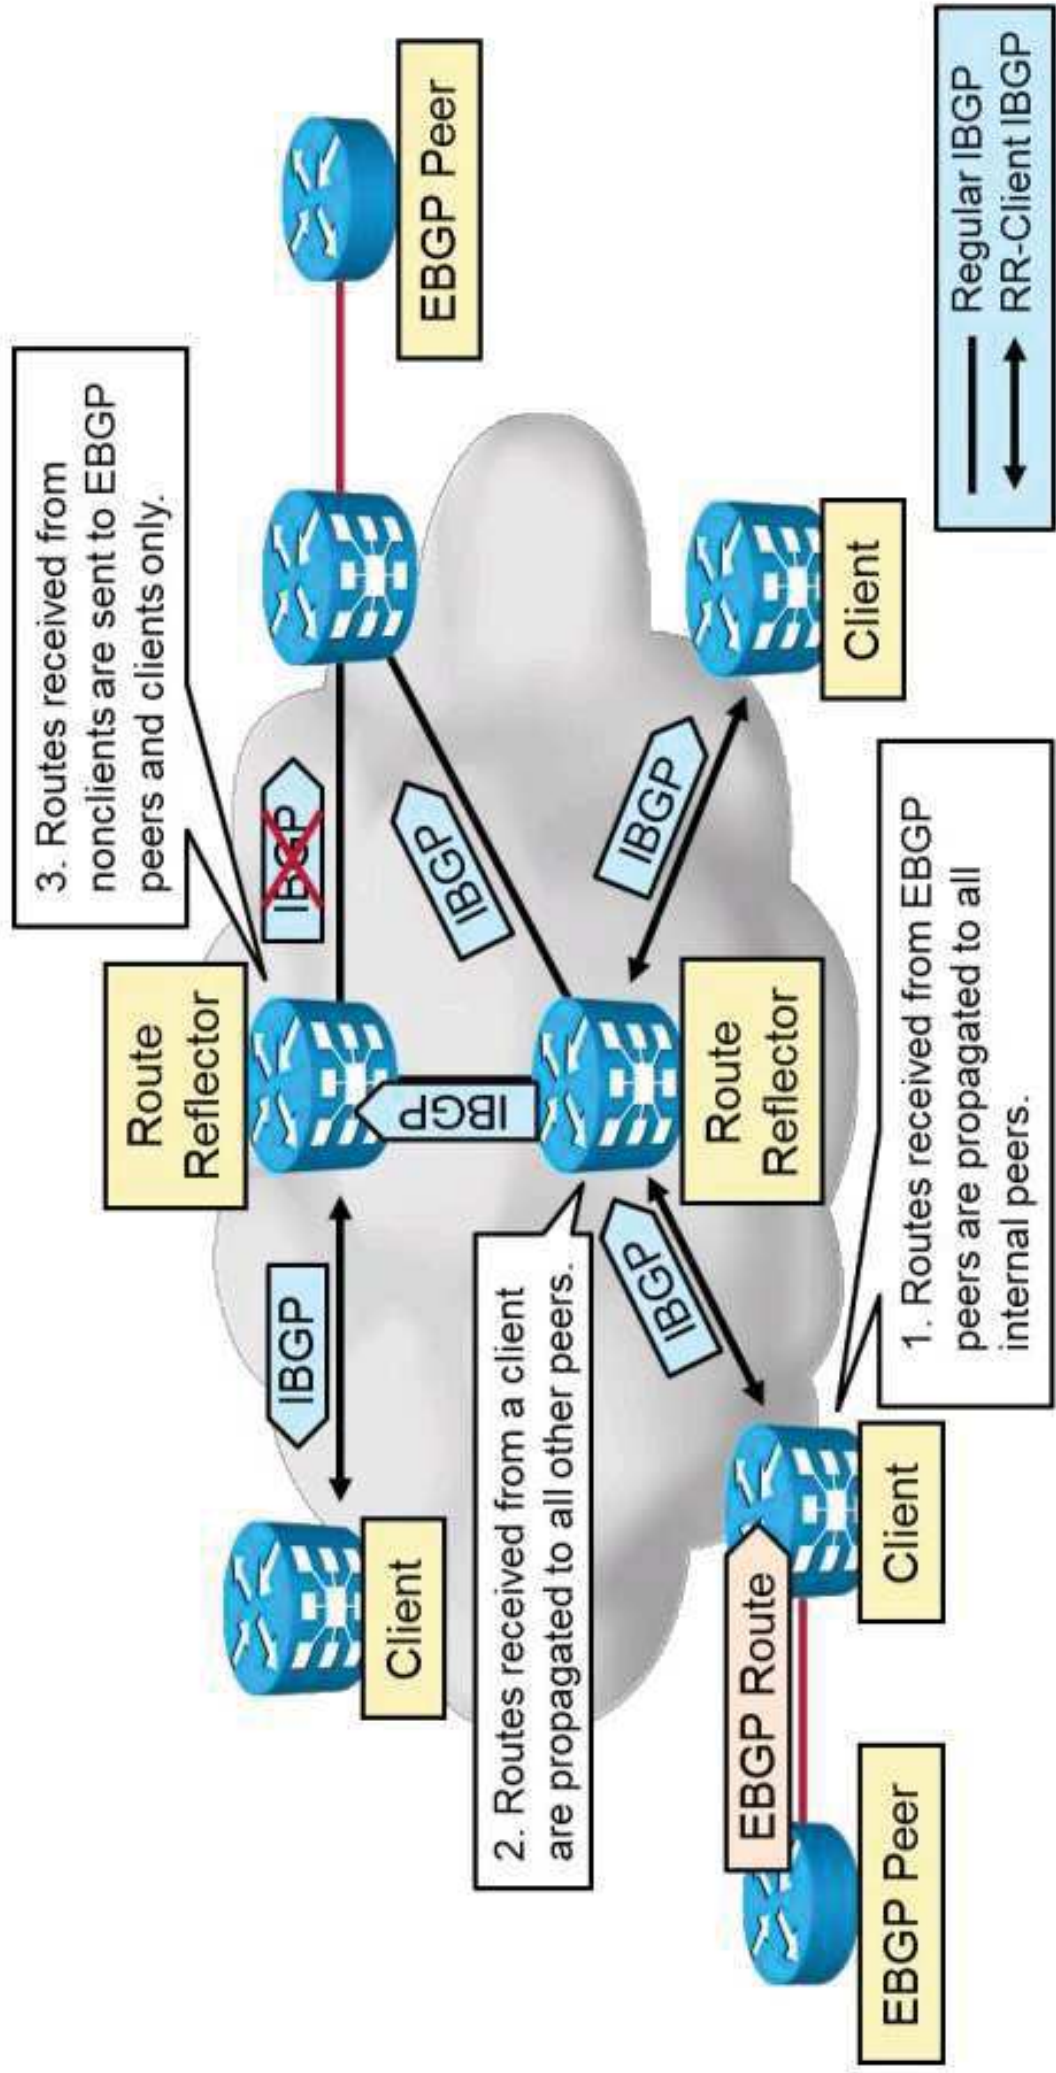 3. Routes received from
nonclients are sent to EBGP
peers and clients only.
Route
Reflector
IBGP
IBGP
EBGP Peer
Client
IBGP
IBGP
2. Routes received from a client
are propagated to all other peers.
IBGP
IBGP
Route
Reflector
Client
EBGP Route
EBGP Peer
Client
1. Routes received from EBGP
peers are propagated to all
internal peers.
Regular IBGP
RR-Client IBGP